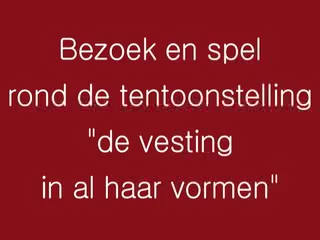 Bezoek en spel
rond de tentoonstelling
"de vesting
in al haar vormen"